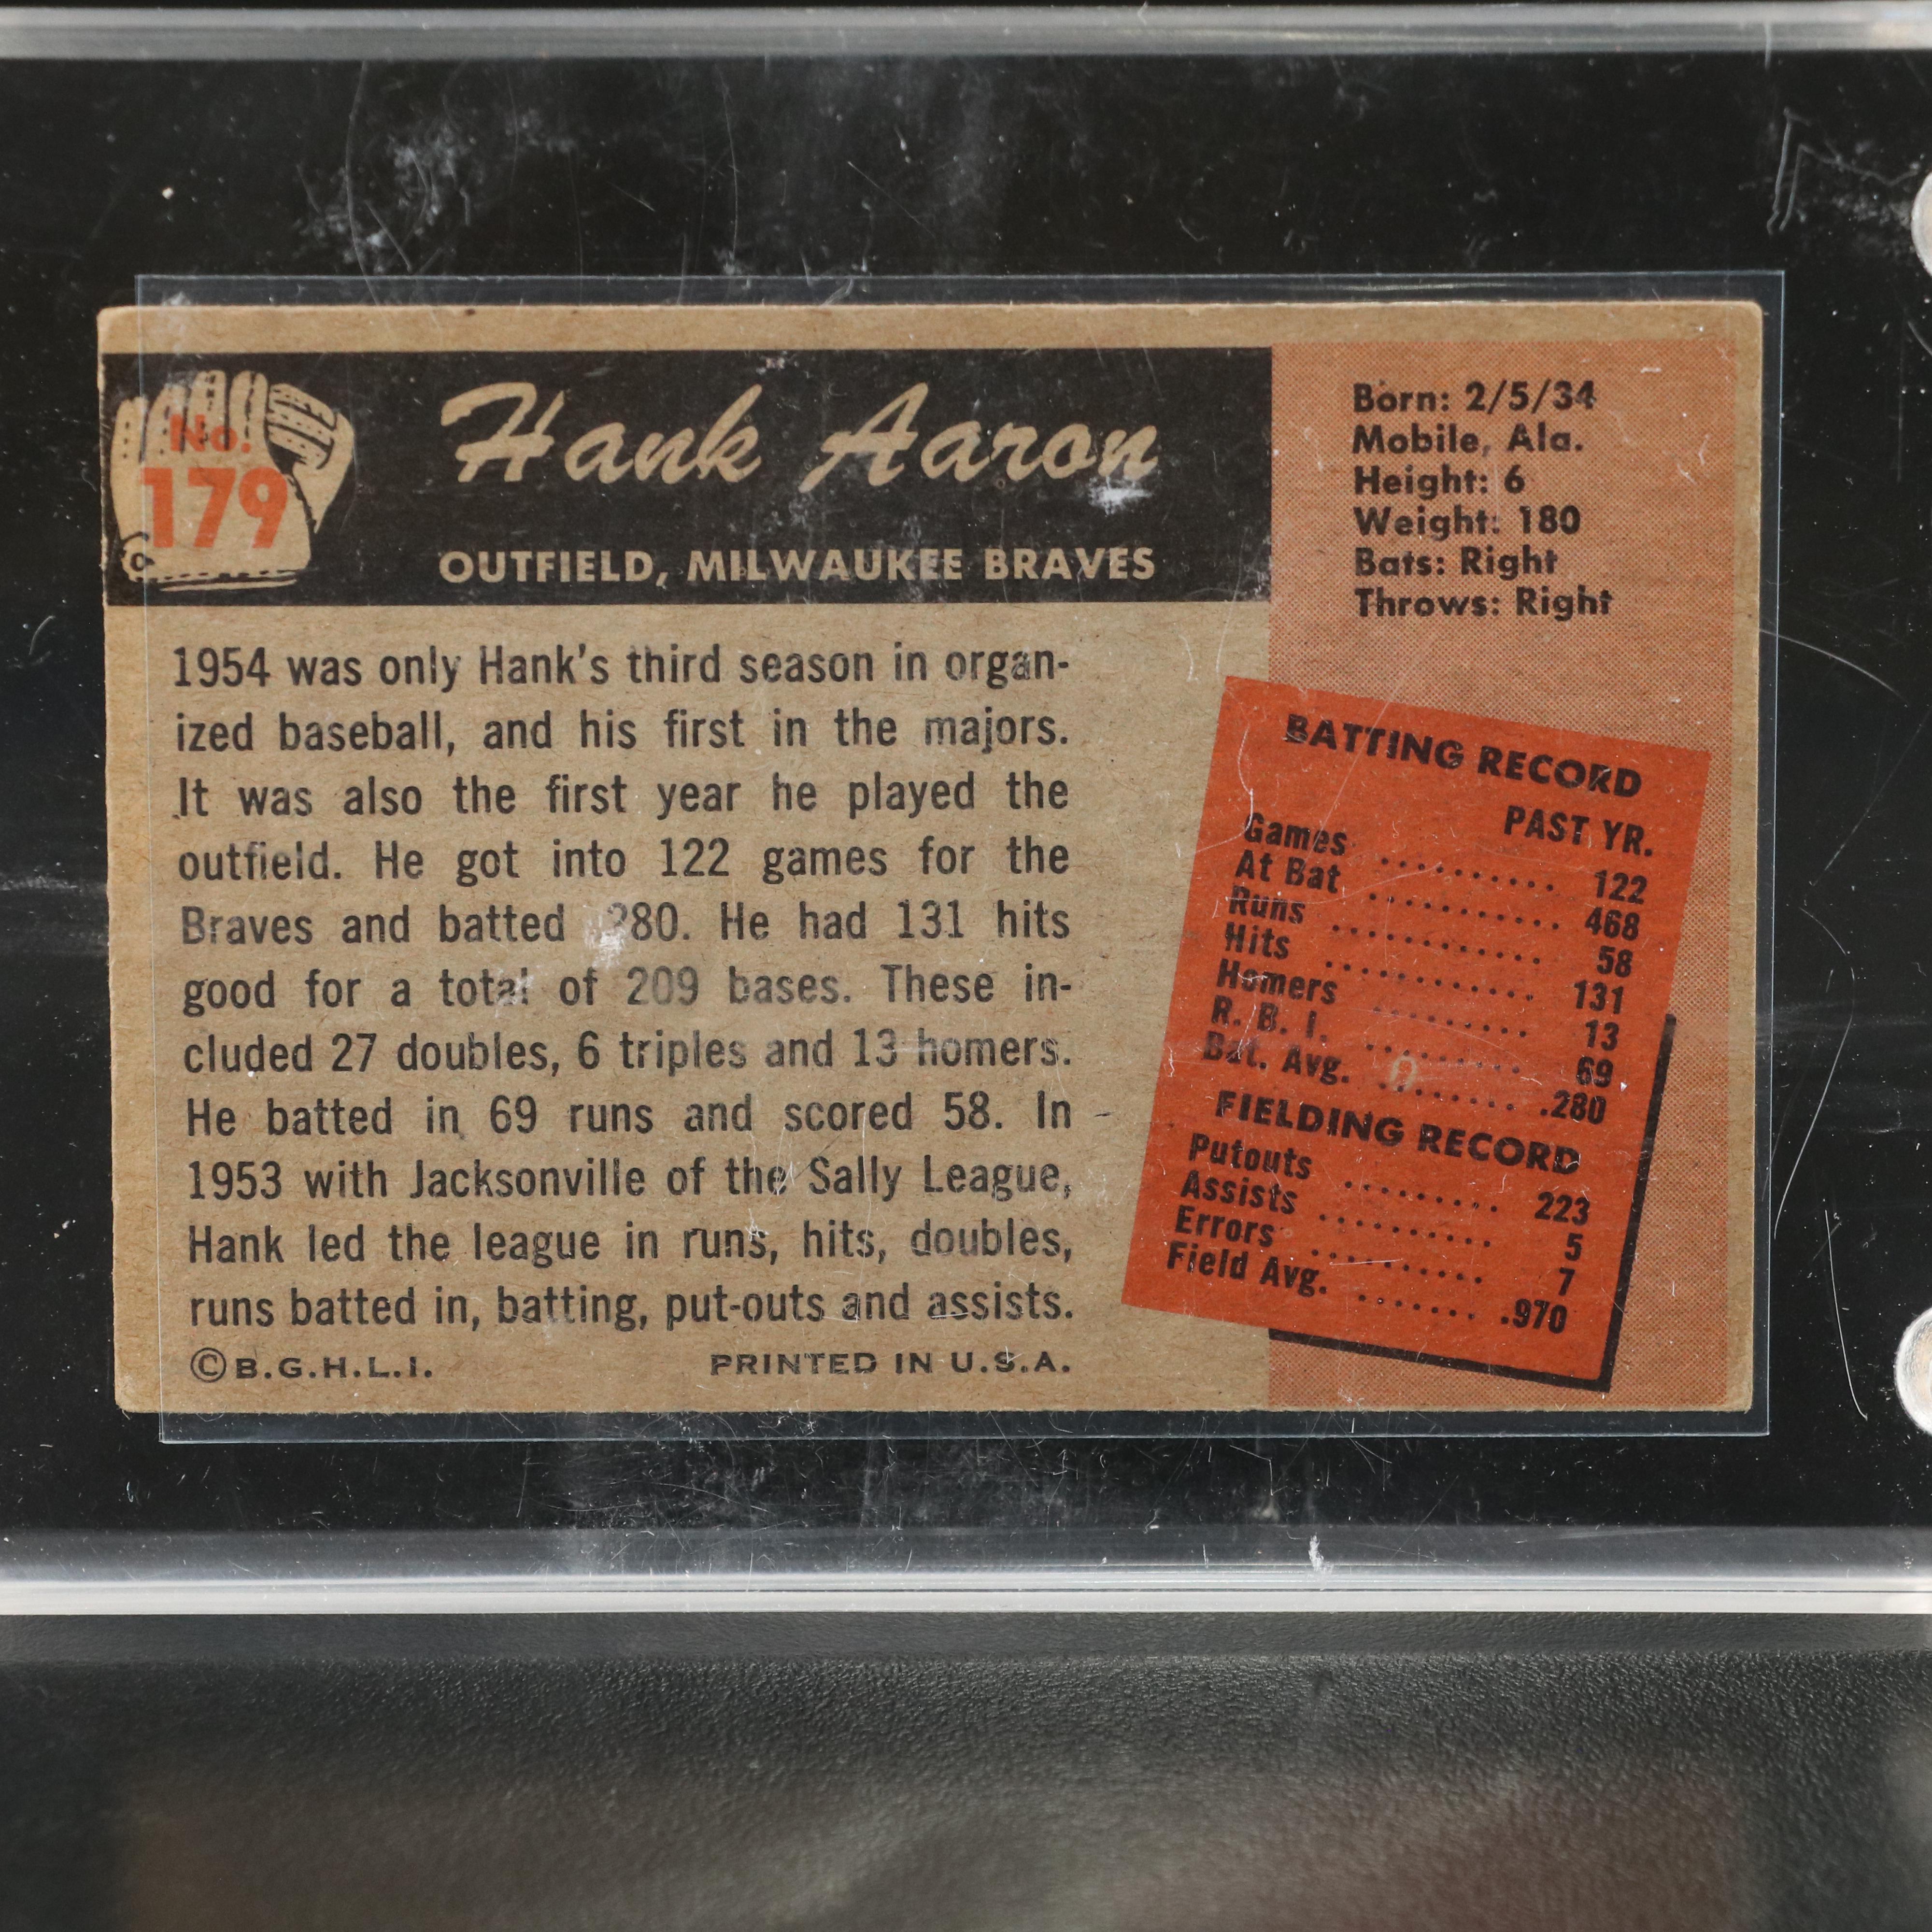 No.
179
Hank Aaron
OUTFIELD, MILWAUKEE BRAVES
Born: 2/5/34
Mobile, Ala.
Height: 6
Weight: 180
Bats: Right
Throws: Right
1954 was only Hank's third season in organ-
ized baseball, and his first in the majors.
It was also the first year he played the
outfield. He got into 122 games for the
Braves and batted .280. He had 131 hits
good for a total of 209 bases. These in-
cluded 27 doubles, 6 triples and 13 homers.
He batted in 69 runs and scored 58. In
1953 with Jacksonville of the Sally League,
Hank led the league in runs, hits, doubles,
runs batted in, batting, put-outs and assists.
©B.G.H.L.I. PRINTED IN U.S.A.
BATTING RECORD
PAST YR.
Games .......... 122
At Bat ........... 468
Runs ............ 58
Hits ............ 131
Homers ......... 13
R. B. I. ......... 69
Bat. Avg. ........ .280
FIELDING RECORD
Putouts ......... 223
Assists .......... 5
Errors ......... 7
Field Avg. ....... .970